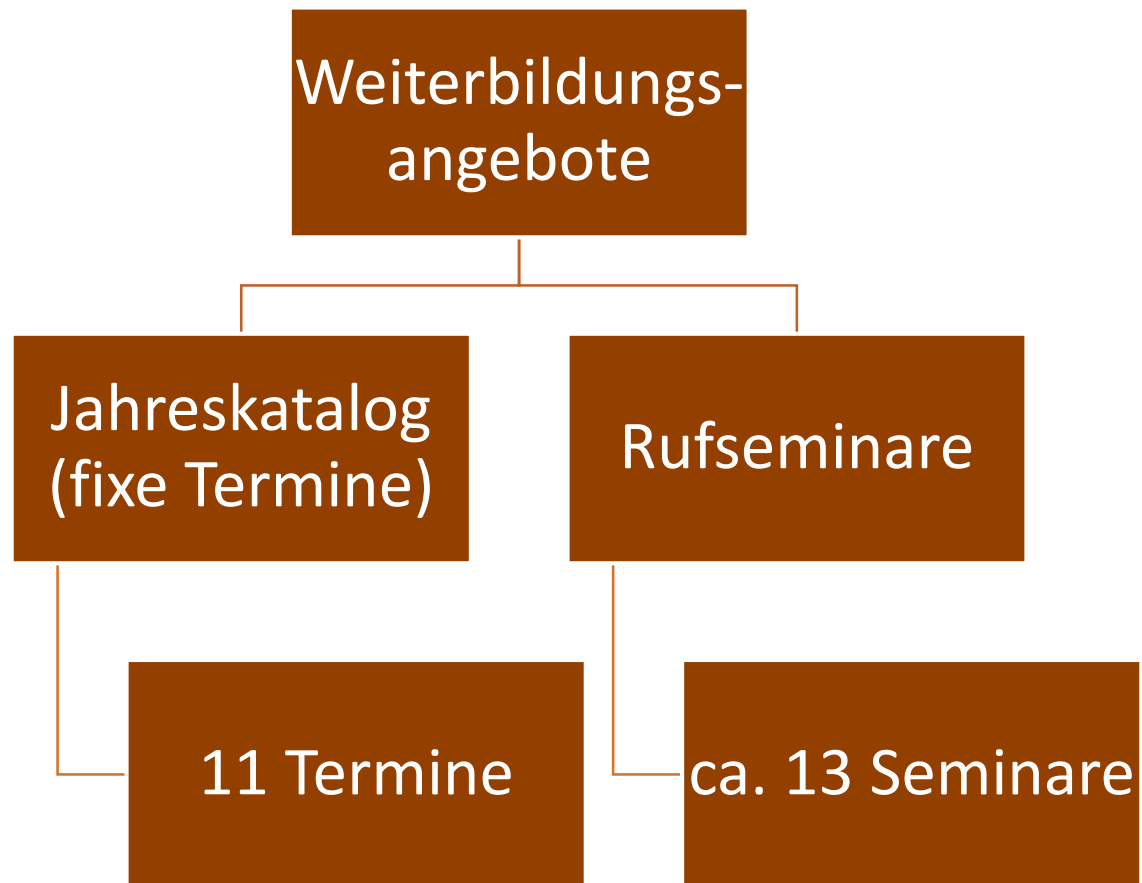 Weiterbildungs-
angebote
Jahreskatalog
(fixe Termine)
Rufseminare
11 Termine
ca. 13 Seminare